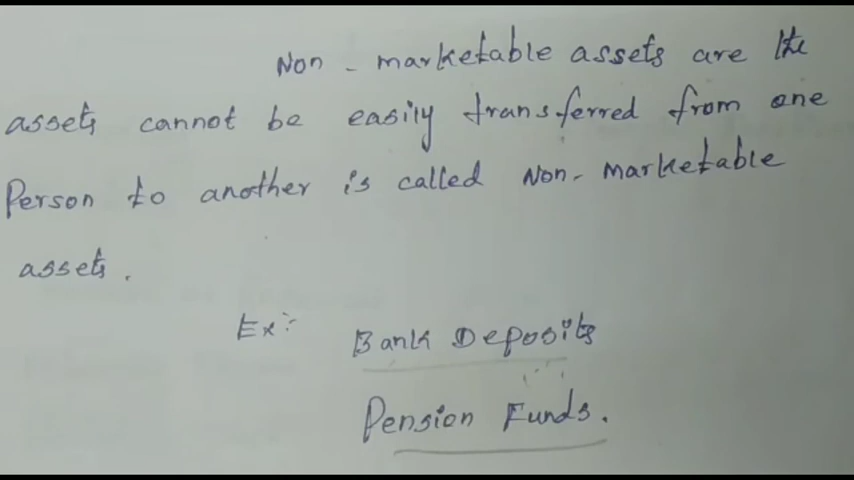 Non - marketable assets are the
assets cannot be easily transferred from one
Person to another is called Non- marketable
assets.
Ex:-
Bank Deposits
Pension Funds.